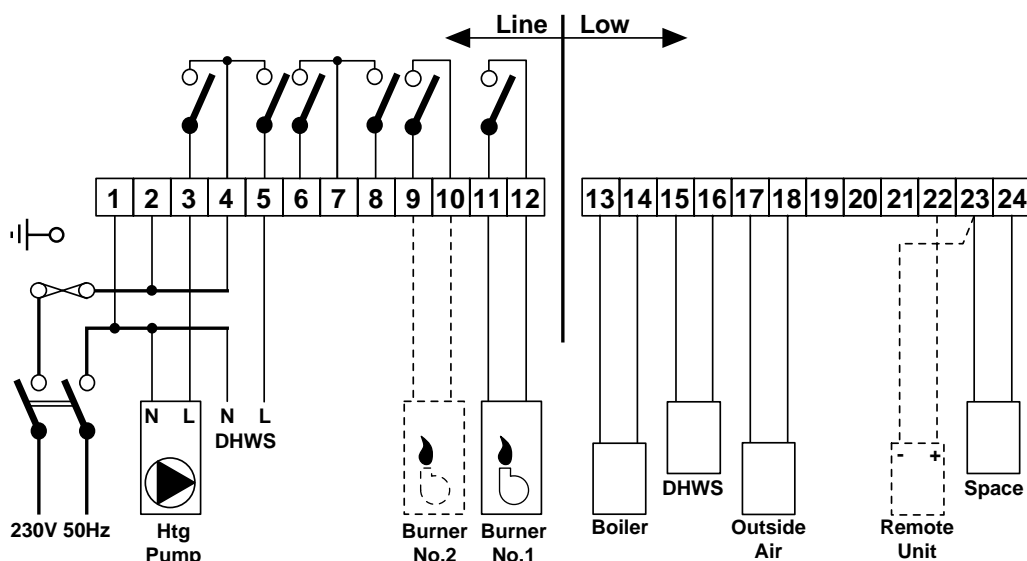 Line Low
1 2 3 4 5 6 7 8 9 10 11 12 13 14 15 16 17 18 19 20 21 22 23 24
N L N L
DHWS
- +
DHWS
Space
230V 50Hz
Htg
Pump
Burner
No.2
Burner
No.1
Boiler
Outside
Air
Remote
Unit